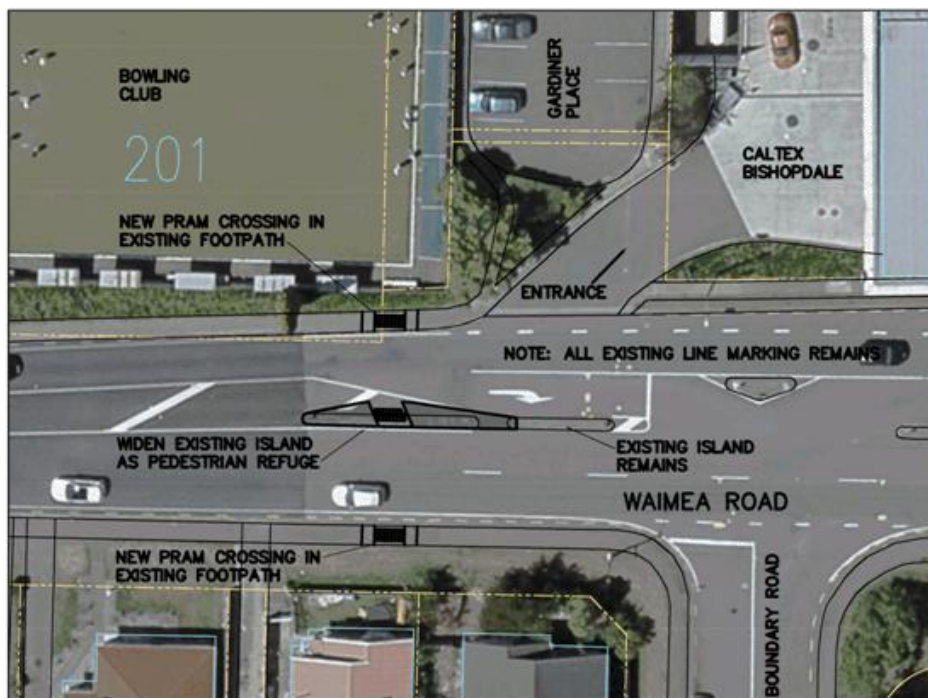 BOWLING
CLUB
201
GARDINER
PLACE
CALTEX
BISHOPDALE
NEW PRAM CROSSING IN
EXISTING FOOTPATH
ENTRANCE
NOTE: ALL EXISTING LINE MARKING REMAINS
WIDEN EXISTING ISLAND
AS PEDESTRIAN REFUGE
EXISTING ISLAND
REMAINS
WAIMEA ROAD
NEW PRAM CROSSING IN
EXISTING FOOTPATH
BOUNDARY ROAD